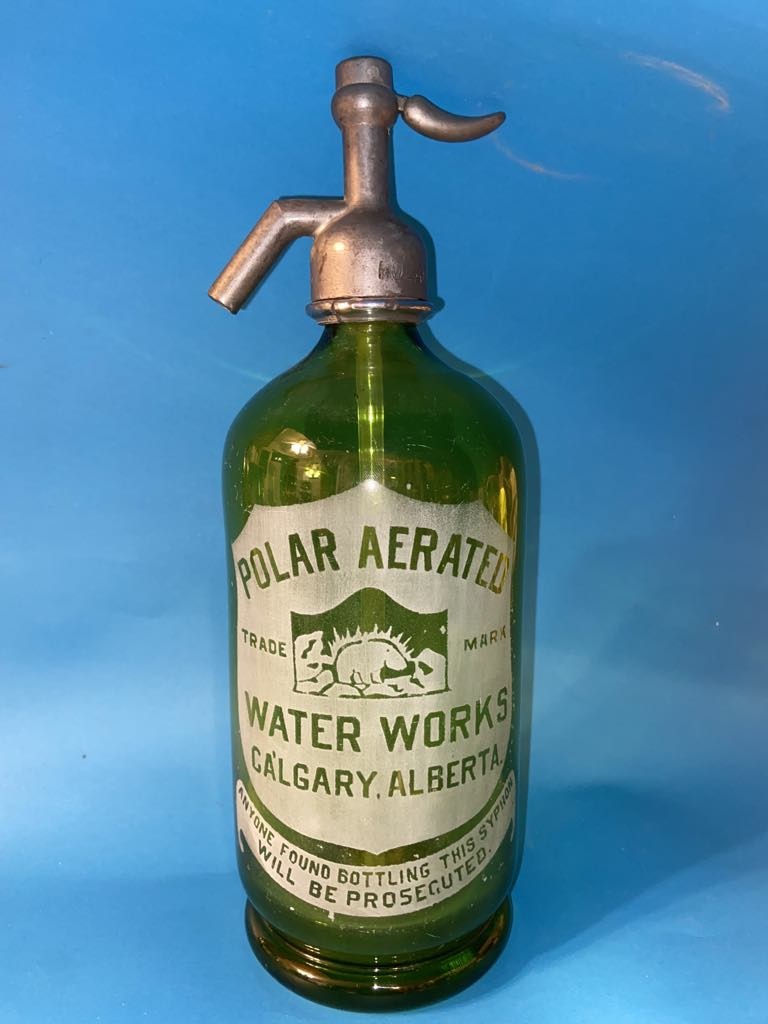 POLAR AERATED
TRADE MARK
WATER WORKS
CALGARY, ALBERTA.
ANYONE FOUND BOTTLING THIS SYPHON
WILL BE PROSECUTED.